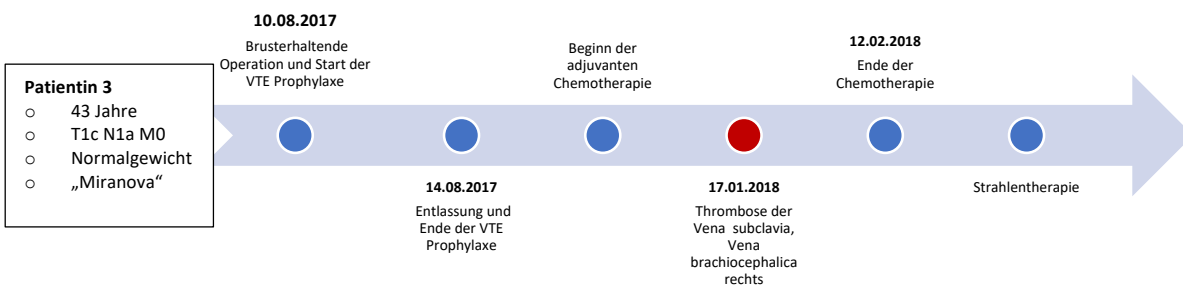 Patientin 3
o 43 Jahre
o T1c N1a M0
o Normalgewicht
o „Miranova“
10.08.2017
Brusterhaltende
Operation und Start der
VTE Prophylaxe
14.08.2017
Entlassung und
Ende der VTE
Prophylaxe
Beginn der
adjuvanten
Chemotherapie
17.01.2018
Thrombose der
Vena subclavia,
Vena
brachiocephalica
rechts
12.02.2018
Ende der
Chemotherapie
Strahlentherapie